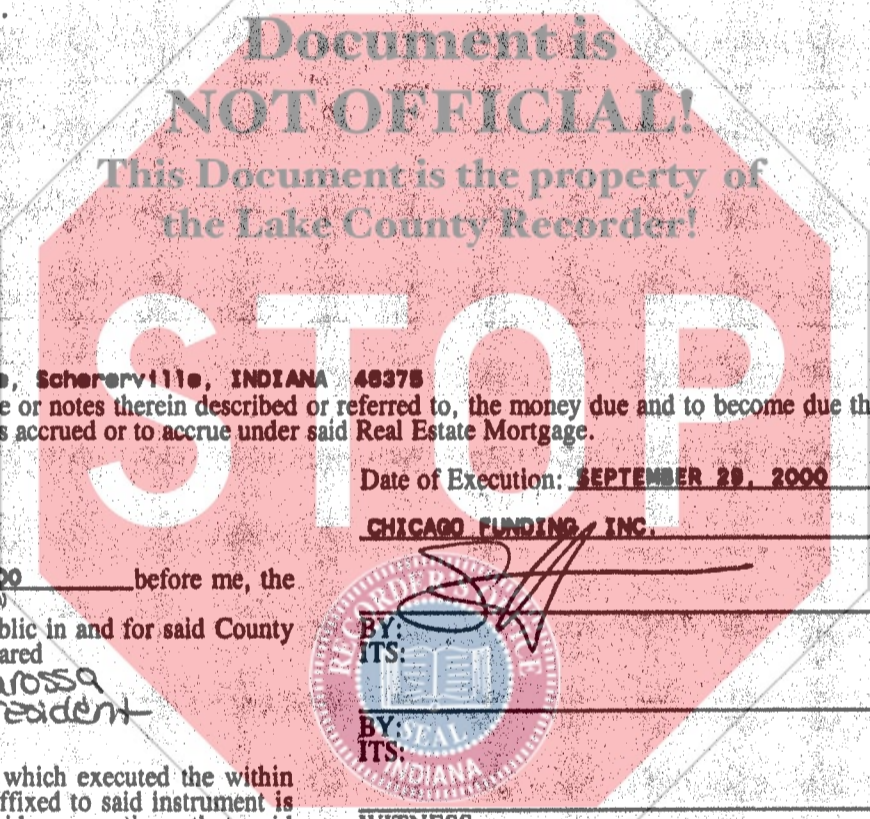 Document is
NOT OFFICIAL!
This Document is the property of
the Lake County Recorder!
STOP
Schererville, INDIANA 46375
e or notes therein described or referred to, the money due and to become due th
s accrued or to accrue under said Real Estate Mortgage.
Date of Execution: SEPTEMBER 29, 2000
CHICAGO FUNDING, INC.
before me, the
blic in and for said County
ared
arossa
resident
BY:
ITS:
BY:
ITS:
RECORDER'S OFFICE
SEAL
INDIANA
which executed the within
ffixed to said instrument is
WITNESS